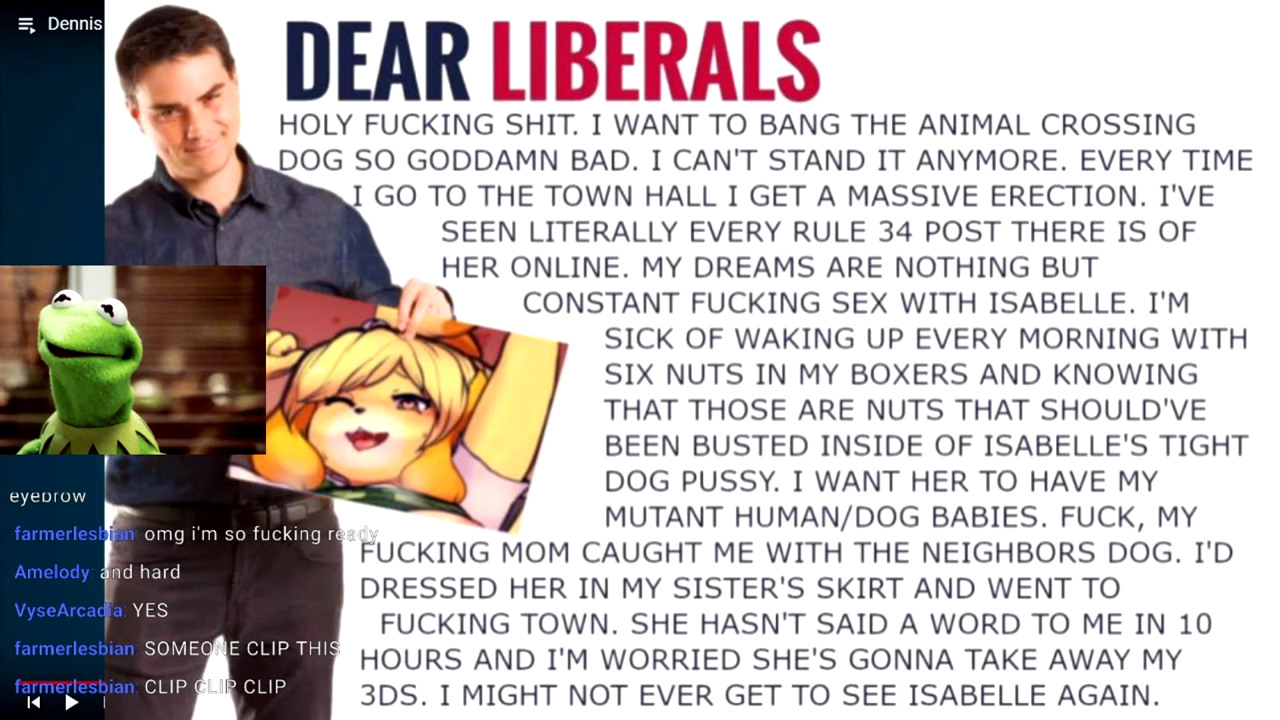 Dennis
DEAR LIBERALS
HOLY FUCKING SHIT. I WANT TO BANG THE ANIMAL CROSSING
DOG SO GODDAMN BAD. I CAN'T STAND IT ANYMORE. EVERY TIME
I GO TO THE TOWN HALL I GET A MASSIVE ERECTION. I'VE
SEEN LITERALLY EVERY RULE 34 POST THERE IS OF
HER ONLINE. MY DREAMS ARE NOTHING BUT
CONSTANT FUCKING SEX WITH ISABELLE. I'M
SICK OF WAKING UP EVERY MORNING WITH
SIX NUTS IN MY BOXERS AND KNOWING
THAT THOSE ARE NUTS THAT SHOULD'VE
BEEN BUSTED INSIDE OF ISABELLE'S TIGHT
DOG PUSSY. I WANT HER TO HAVE MY
MUTANT HUMAN/DOG BABIES. FUCK, MY
FUCKING MOM CAUGHT ME WITH THE NEIGHBORS DOG. I'D
DRESSED HER IN MY SISTER'S SKIRT AND WENT TO
FUCKING TOWN. SHE HASN'T SAID A WORD TO ME IN 10
HOURS AND I'M WORRIED SHE'S GONNA TAKE AWAY MY
3DS. I MIGHT NOT EVER GET TO SEE ISABELLE AGAIN.
eyebrow
farmerlesbian: omg i'm so fucking ready
Amelody: and hard
VyseArcadia: YES
farmerlesbian: SOMEONE CLIP THIS
farmerlesbian: CLIP CLIP CLIP